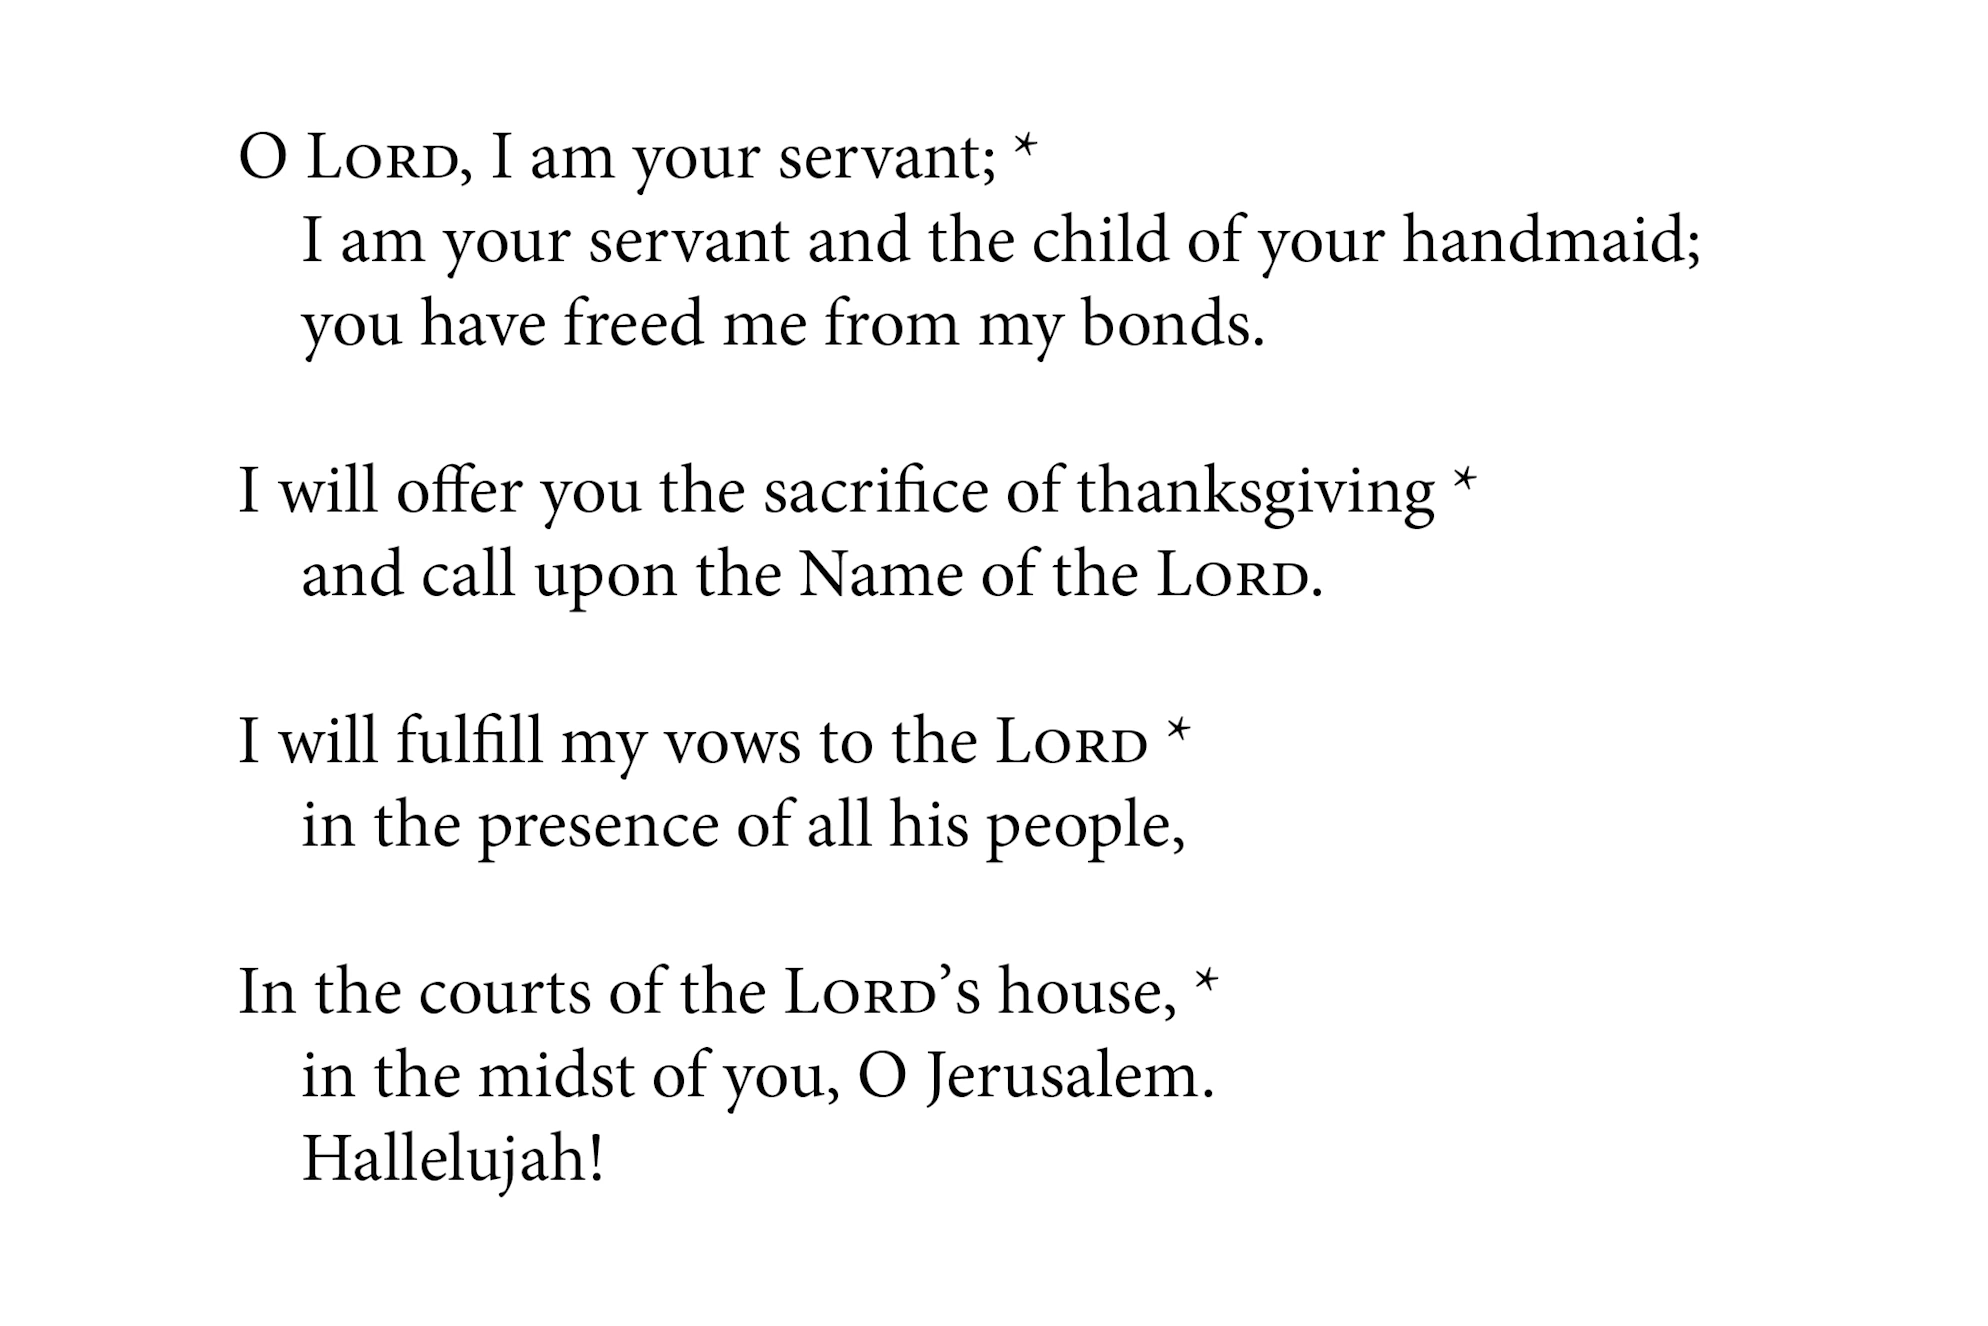 O LORD, I am your servant; *
I am your servant and the child of your handmaid;
you have freed me from my bonds.
I will offer you the sacrifice of thanksgiving *
and call upon the Name of the LORD.
I will fulfill my vows to the LORD *
in the presence of all his people,
In the courts of the LORD’s house, *
in the midst of you, O Jerusalem.
Hallelujah!